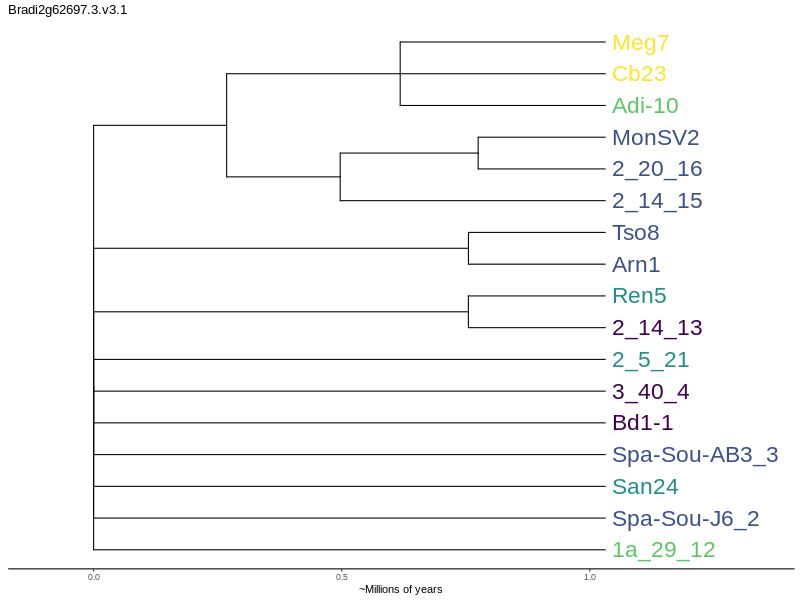 Bradi2g62697.3.v3.1
Meg7
Cb23
Adi-10
MonSV2
2_20_16
2_14_15
Tso8
Arn1
Ren5
2_14_13
2_5_21
3_40_4
Bd1-1
Spa-Sou-AB3_3
San24
Spa-Sou-J6_2
1a_29_12
0.0 0.5 1.0
~Millions of years